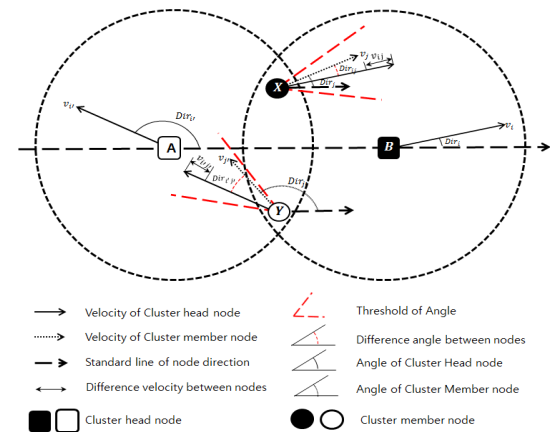 X
v_j
v_ij
Dir_ij
Dir_j
v_i'
Dir_i'
A
B
v_i
Dir_i
v_i'j'
v_j'
Dir_i'j'
Dir_j'
Y
Velocity of Cluster head node
Threshold of Angle
Velocity of Cluster member node
Difference angle between nodes
Standard line of node direction
Angle of Cluster Head node
Difference velocity between nodes
Angle of Cluster Member node
Cluster head node
Cluster member node